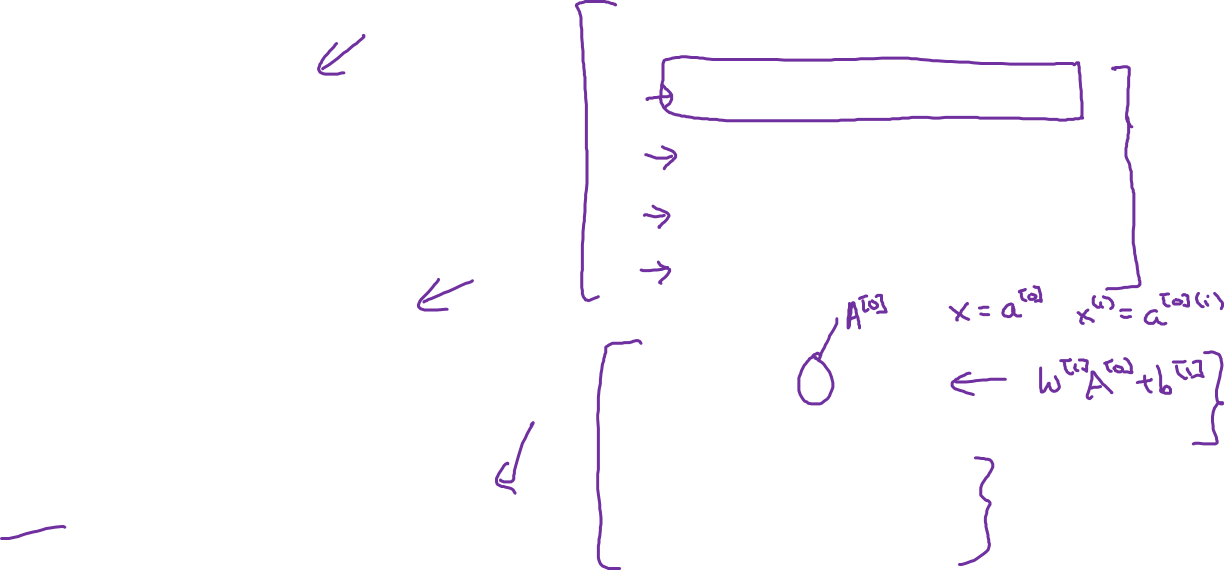 A^{[0]} x = a^{[0]} x^{(i)} = a^{[0](i)}
W^{[1]}A^{[0]}+b^{[1]}